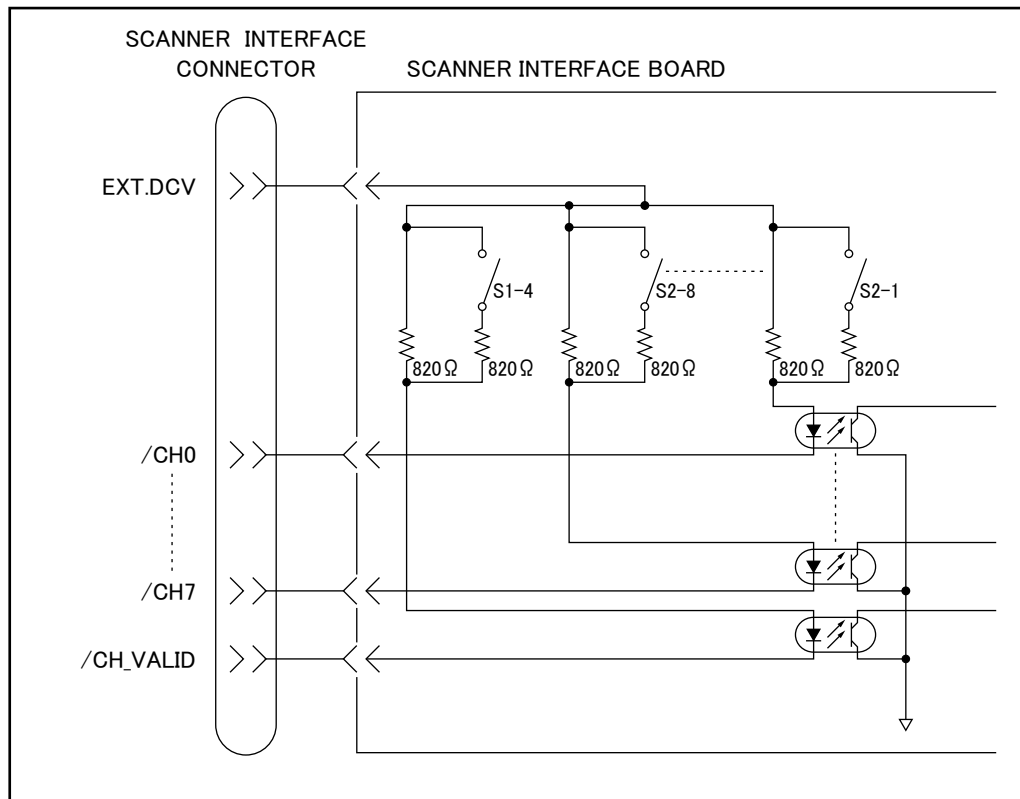 SCANNER INTERFACE
CONNECTOR
SCANNER INTERFACE BOARD
EXT.DCV
S1-4
S2-8
S2-1
820Ω
820Ω
820Ω
820Ω
820Ω
820Ω
/CH0
/CH7
/CH_VALID